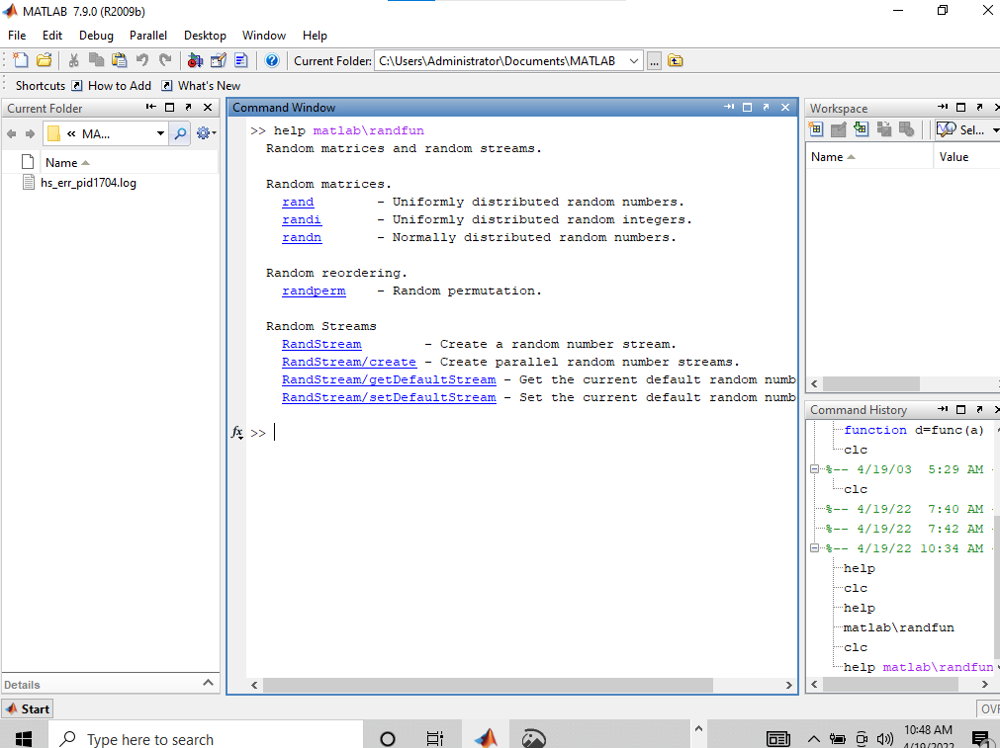 MATLAB 7.9.0 (R2009b)
File Edit Debug Parallel Desktop Window Help
Current Folder: C:\Users\Administrator\Documents\MATLAB ...
Shortcuts How to Add What's New
Current Folder
« MA...
Name
hs_err_pid1704.log
Details
Command Window
>> help matlab\randfun
Random matrices and random streams.
Random matrices.
rand - Uniformly distributed random numbers.
randi - Uniformly distributed random integers.
randn - Normally distributed random numbers.
Random reordering.
randperm - Random permutation.
Random Streams
RandStream - Create a random number stream.
RandStream/create - Create parallel random number streams.
RandStream/getDefaultStream - Get the current default random numb
RandStream/setDefaultStream - Set the current default random numb
fx >>
Workspace
Sel...
Name Value
Command History
function d=func(a)
clc
%-- 4/19/03 5:29 AM
clc
%-- 4/19/22 7:40 AM
%-- 4/19/22 7:42 AM
%-- 4/19/22 10:34 AM
help
clc
help
matlab\randfun
clc
help matlab\randfun
Start
OVR
Type here to search
10:48 AM
4/19/2022
1